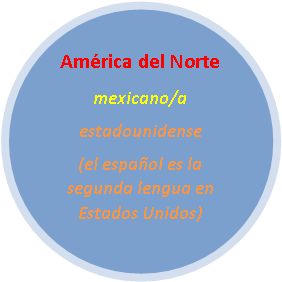 América del Norte
mexicano/a
estadounidense
(el español es la
segunda lengua en
Estados Unidos)